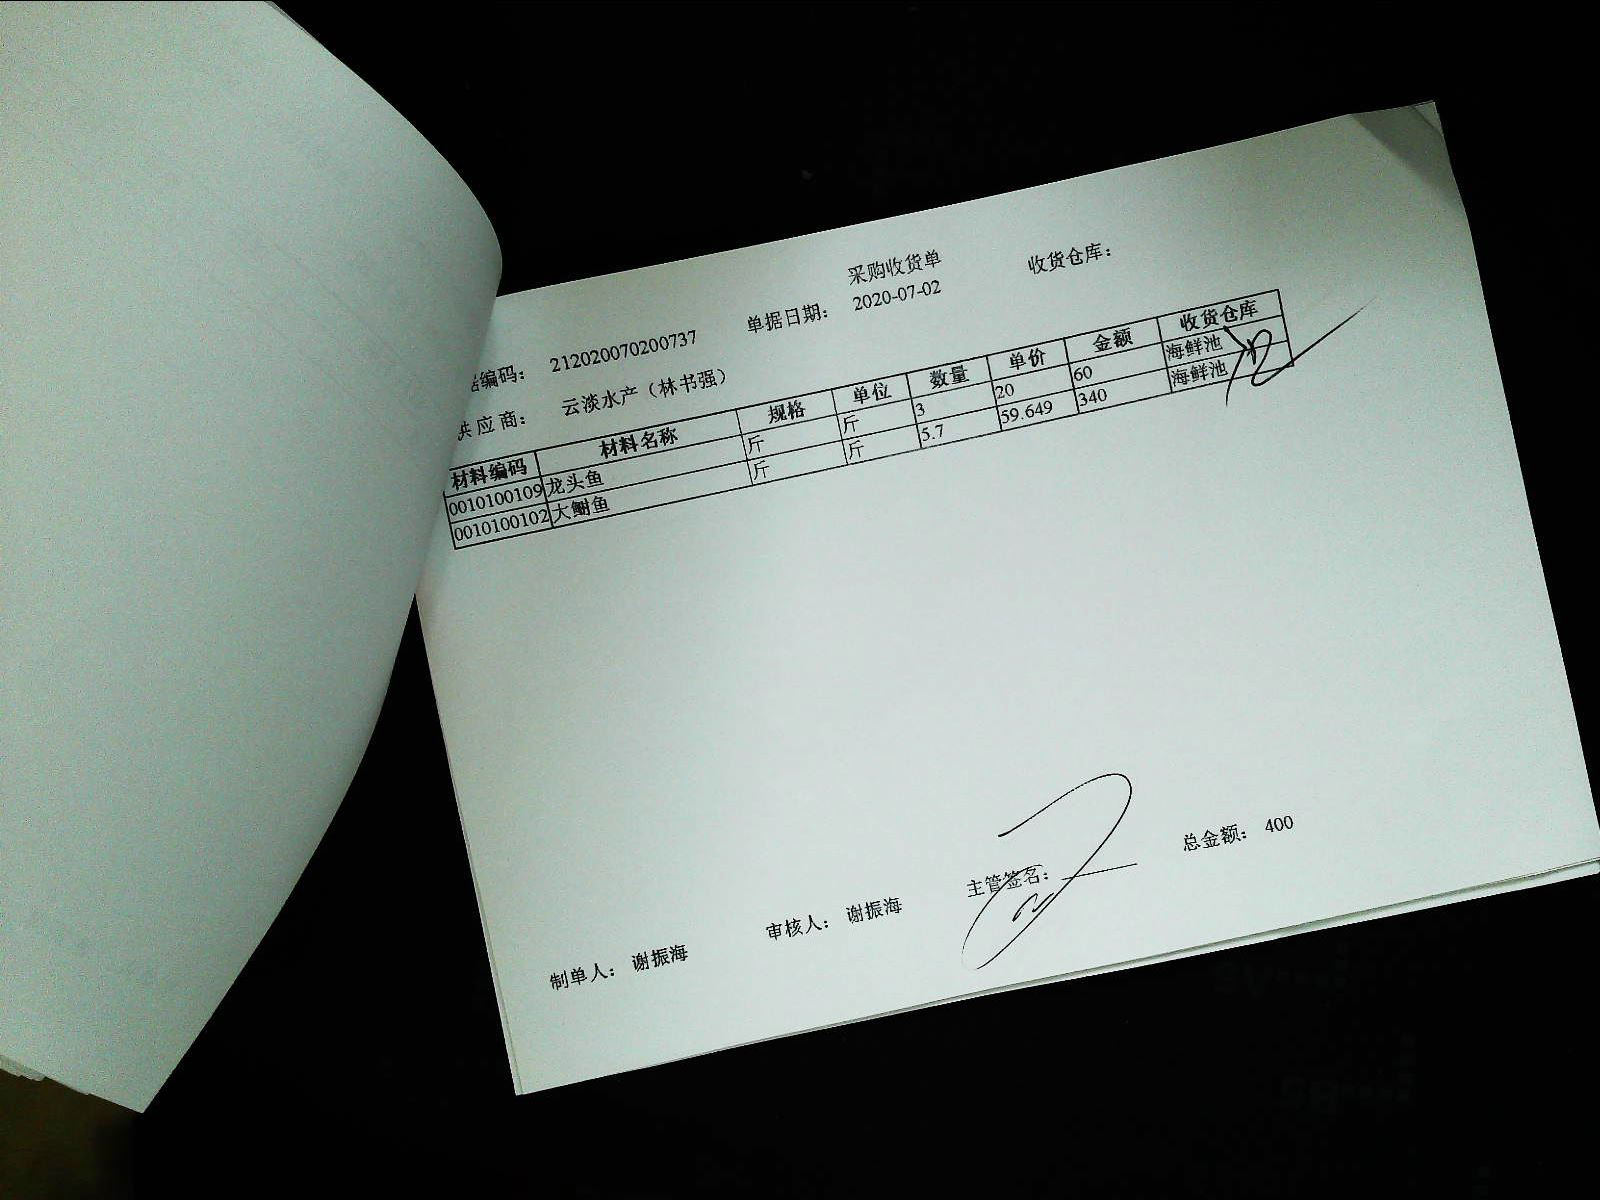 采购收货单
编码： 212020070200737 单据日期： 2020-07-02 收货仓库：
供应商： 云淡水产（林书强）
材料编码 材料名称 规格 单位 数量 单价 金额 收货仓库
0010100109 龙头鱼 斤 斤 3 20 60 海鲜池
0010100102 大鲥鱼 斤 斤 5.7 59.649 340 海鲜池
制单人： 谢振海 审核人： 谢振海 主管签名： 总金额： 400